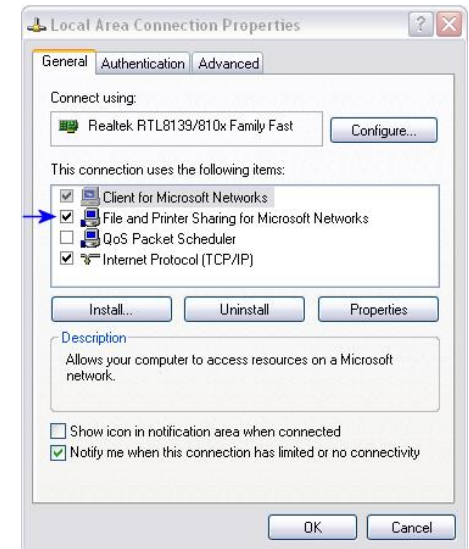 Local Area Connection Properties
General Authentication Advanced
Connect using:
Realtek RTL8139/810x Family Fast
Configure...
This connection uses the following items:
Client for Microsoft Networks
File and Printer Sharing for Microsoft Networks
QoS Packet Scheduler
Internet Protocol (TCP/IP)
Install... Uninstall Properties
Description
Allows your computer to access resources on a Microsoft
network.
Show icon in notification area when connected
Notify me when this connection has limited or no connectivity
OK Cancel